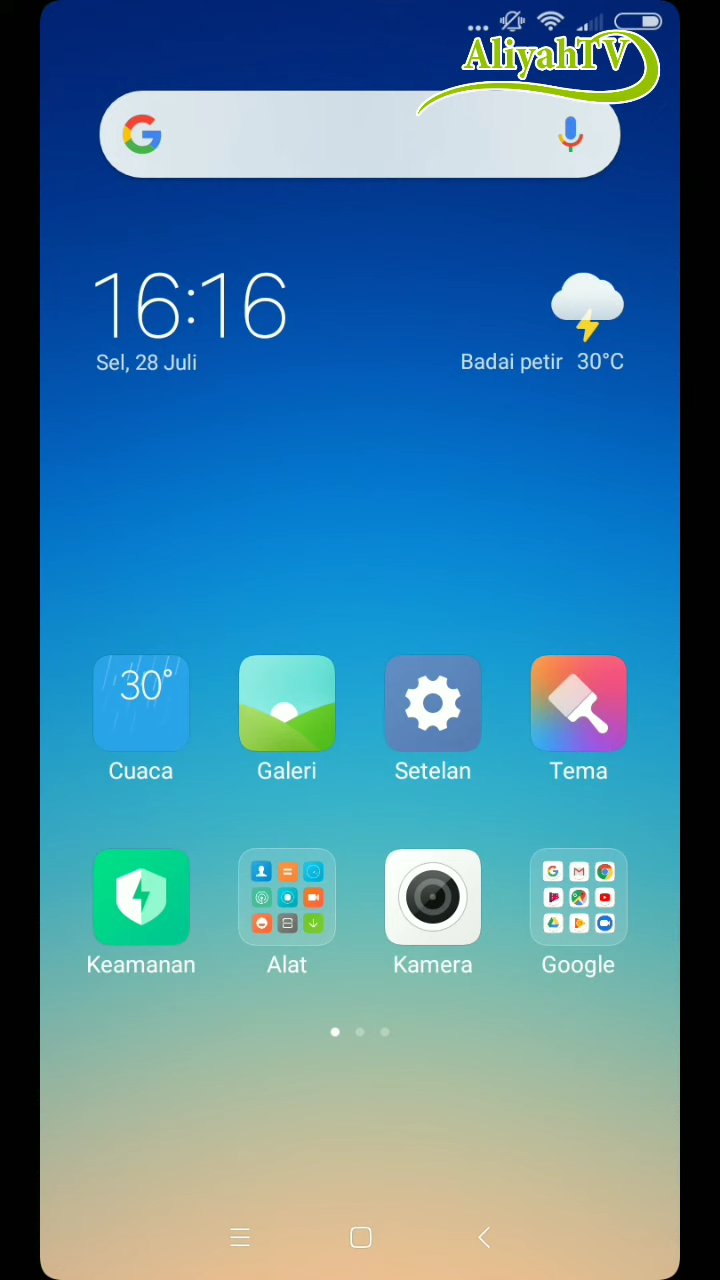 AliyahTV
16:16
Sel, 28 Juli
Badai petir 30°C
30°
Cuaca
Galeri
Setelan
Tema
Keamanan
Alat
Kamera
Google